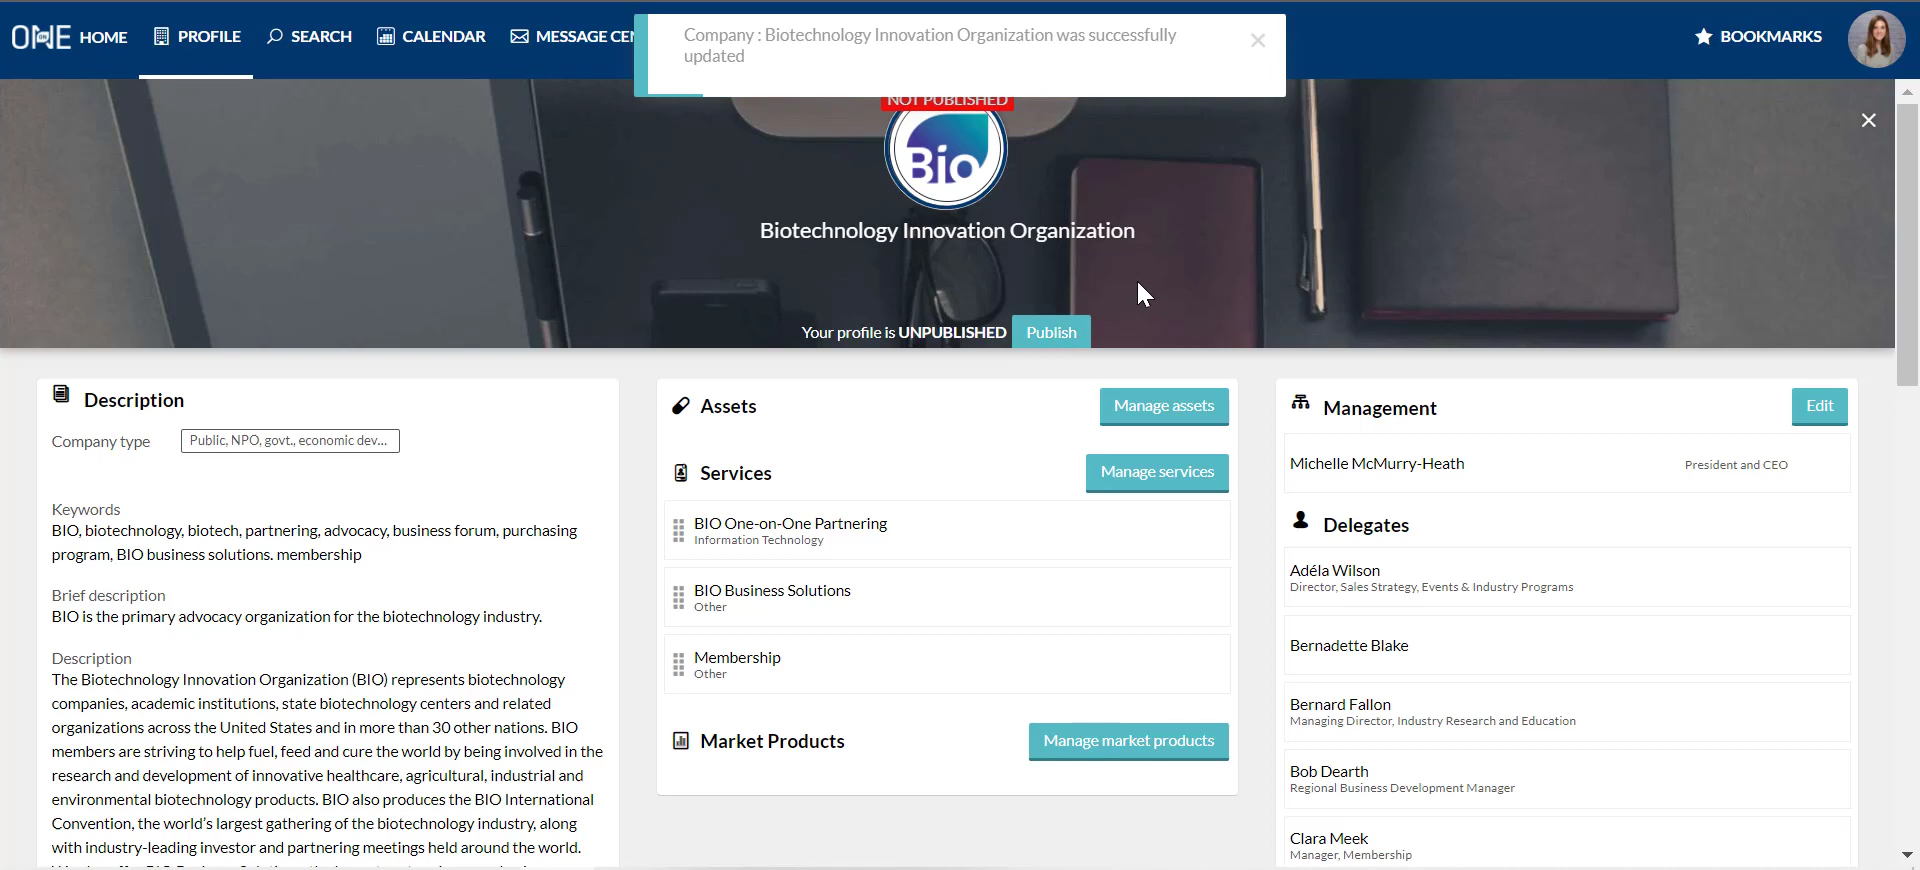 ONE HOME PROFILE SEARCH CALENDAR MESSAGE CEN BOOKMARKS
Company : Biotechnology Innovation Organization was successfully
updated
NOT PUBLISHED
Bio
Biotechnology Innovation Organization
Your profile is UNPUBLISHED Publish
Description
Company type Public, NPO, govt., economic dev...
Keywords
BIO, biotechnology, biotech, partnering, advocacy, business forum, purchasing
program, BIO business solutions. membership
Brief description
BIO is the primary advocacy organization for the biotechnology industry.
Description
The Biotechnology Innovation Organization (BIO) represents biotechnology
companies, academic institutions, state biotechnology centers and related
organizations across the United States and in more than 30 other nations. BIO
members are striving to help fuel, feed and cure the world by being involved in the
research and development of innovative healthcare, agricultural, industrial and
environmental biotechnology products. BIO also produces the BIO International
Convention, the world's largest gathering of the biotechnology industry, along
with industry-leading investor and partnering meetings held around the world.
Assets Manage assets
Services Manage services
BIO One-on-One Partnering
Information Technology
BIO Business Solutions
Other
Membership
Other
Market Products Manage market products
Management Edit
Michelle McMurry-Heath President and CEO
Delegates
Adéla Wilson
Director, Sales Strategy, Events & Industry Programs
Bernadette Blake
Bernard Fallon
Managing Director, Industry Research and Education
Bob Dearth
Regional Business Development Manager
Clara Meek
Manager, Membership